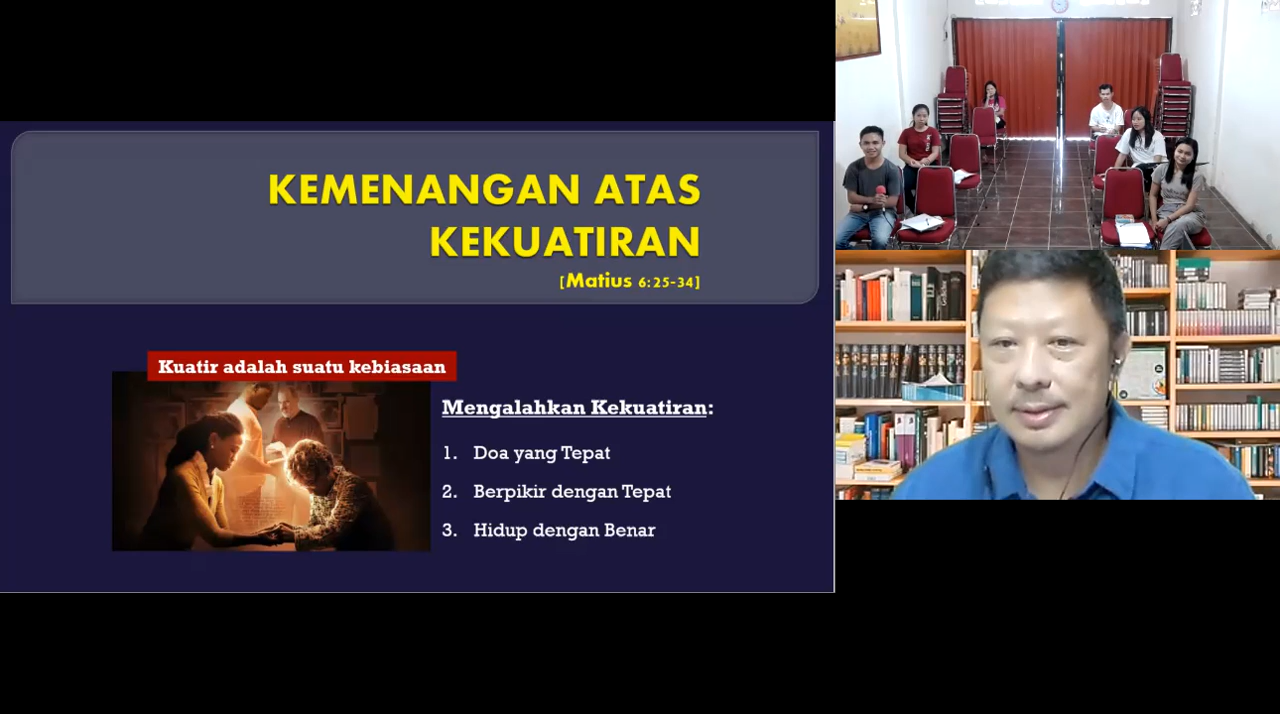 KEMENANGAN ATAS
KEKUATIRAN
[Matius 6:25-34]
Kuatir adalah suatu kebiasaan
Mengalahkan Kekuatiran:
1. Doa yang Tepat
2. Berpikir dengan Tepat
3. Hidup dengan Benar